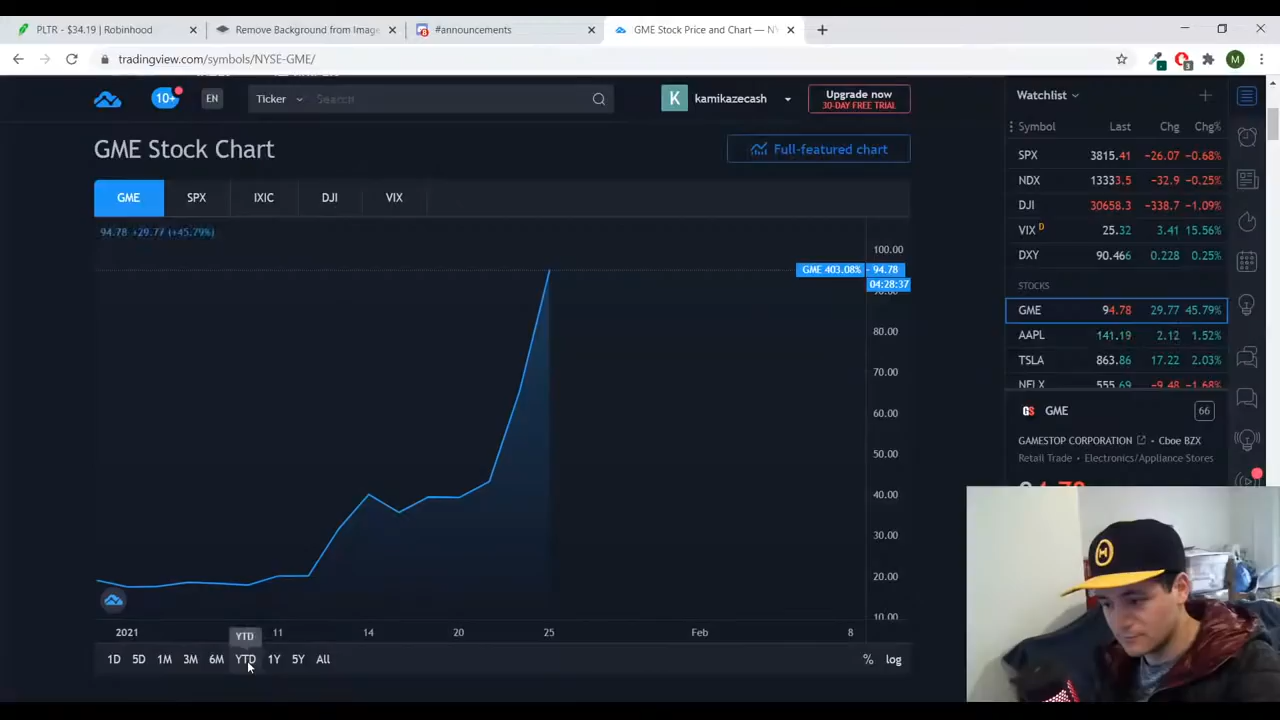 PLTR - $34.19 | Robinhood
Remove Background from Image
#announcements
GME Stock Price and Chart — NY
tradingview.com/symbols/NYSE-GME/
M
10+
EN
Ticker
Search
K
kamikazecash
Upgrade now
30-DAY FREE TRIAL
GME Stock Chart
Full-featured chart
GME SPX IXIC DJI VIX
94.78 +29.77 (+45.79%)
100.00
GME 403.08% 94.78
04:28:37
80.00
70.00
60.00
50.00
40.00
30.00
20.00
10.00
YTD
2021 11 14 20 25 Feb 8
1D 5D 1M 3M 6M YTD 1Y 5Y All % log
Watchlist
Symbol Last Chg Chg%
SPX 3815.41 −26.07 −0.68%
NDX 13333.5 −32.9 −0.25%
DJI 30658.3 −338.7 −1.09%
VIX D 25.32 3.41 15.56%
DXY 90.466 0.228 0.25%
STOCKS
GME 94.78 29.77 45.79%
AAPL 141.19 2.12 1.52%
TSLA 863.86 17.22 2.03%
NFLX 555.69 −9.48 −1.68%
GME
66
GAMESTOP CORPORATION • Cboe BZX
Retail Trade • Electronics/Appliance Stores